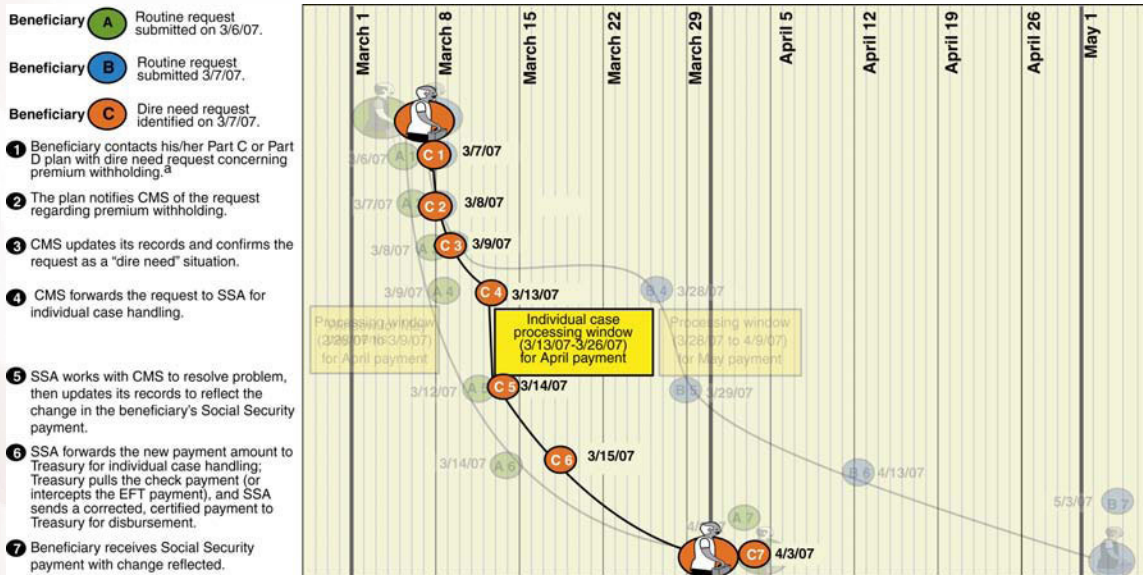 Beneficiary A Routine request
submitted on 3/6/07.
Beneficiary B Routine request
submitted 3/7/07.
Beneficiary C Dire need request
identified on 3/7/07.
1 Beneficiary contacts his/her Part C or Part
D plan with dire need request concerning
premium withholding.a
2 The plan notifies CMS of the request
regarding premium withholding.
3 CMS updates its records and confirms the
request as a “dire need” situation.
4 CMS forwards the request to SSA for
individual case handling.
5 SSA works with CMS to resolve problem,
then updates its records to reflect the
change in the beneficiary's Social Security
payment.
6 SSA forwards the new payment amount to
Treasury for individual case handling;
Treasury pulls the check payment (or
intercepts the EFT payment), and SSA
sends a corrected, certified payment to
Treasury for disbursement.
7 Beneficiary receives Social Security
payment with change reflected.
March 1
March 8
March 15
March 22
March 29
April 5
April 12
April 19
April 26
May 1
3/6/07 A 1 C 1 3/7/07
3/7/07 A C 2 3/8/07
3/8/07 A C 3 3/9/07
3/9/07 A 4 C 4 3/13/07 B 4 3/28/07
Processing window
3/9/07)
for April payment
Individual case
processing window
(3/13/07-3/26/07)
for April payment
Processing window
(3/28/07 to 4/9/07)
for May payment
3/12/07 A 5 C 5 3/14/07 B 5 3/29/07
3/14/07 A 6 C 6 3/15/07 B 6 4/13/07
A 7 5/3/07 B 7
C7 4/3/07